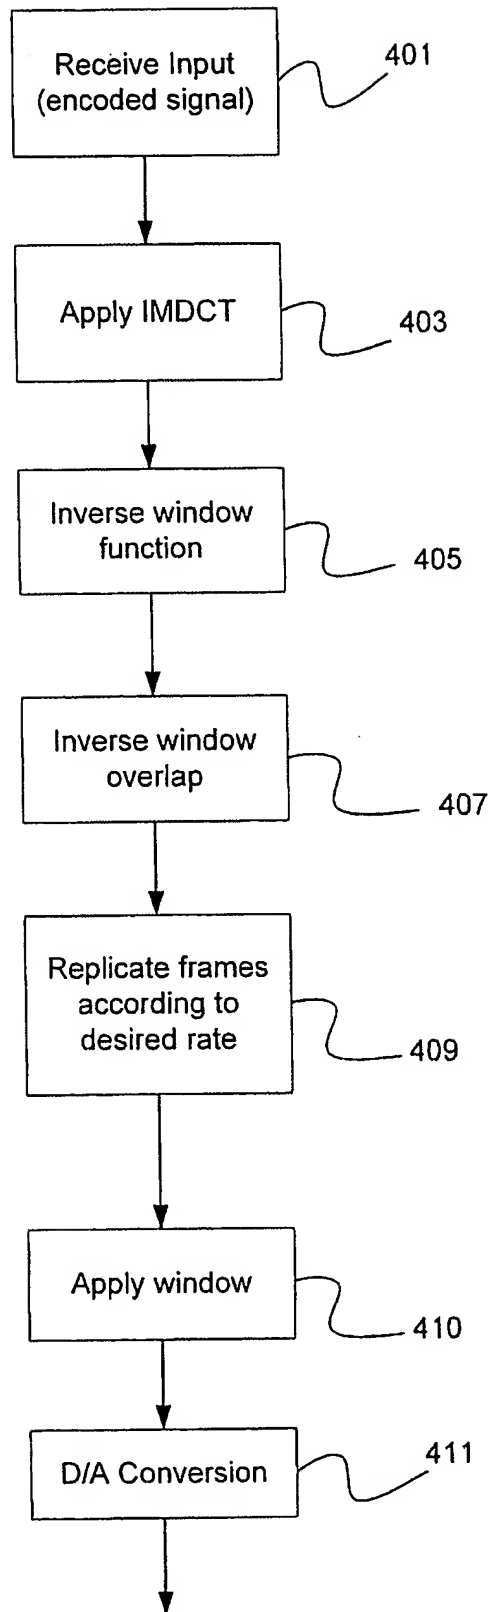 Receive Input
(encoded signal)
401
Apply IMDCT
403
Inverse window
function
405
Inverse window
overlap
407
Replicate frames
according to
desired rate
409
Apply window
410
D/A Conversion
411